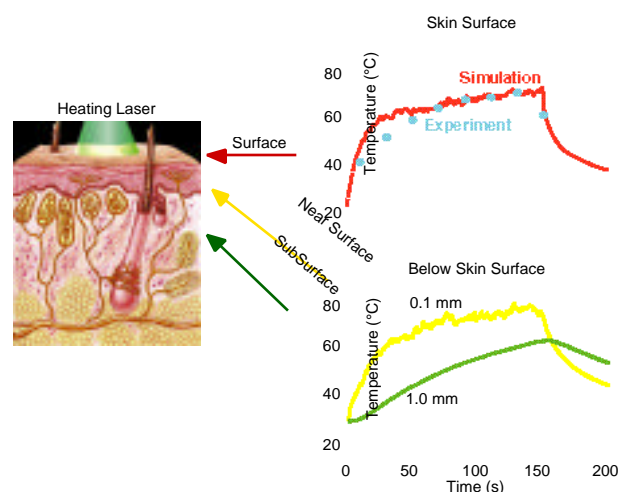 Skin Surface
80
60
40
20
Temperature (°C)
Simulation
Experiment
Heating Laser
Surface
Near Surface
SubSurface
Below Skin Surface
80
60
40
20
Temperature (°C)
0.1 mm
1.0 mm
0 50 100 150 200
Time (s)